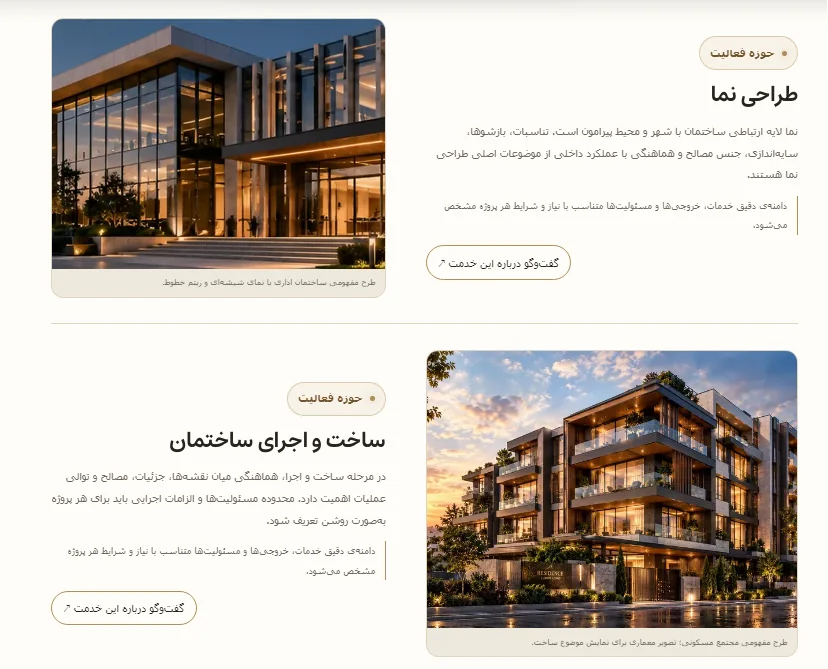 حوزه فعالیت
طراحی نما
نما لایه ارتباطی ساختمان با شهر و محیط پیرامون است. تناسبات، بازشوها،
سایه‌اندازی، جنس مصالح و هماهنگی با عملکرد داخلی از موضوعات اصلی طراحی
نما هستند.
دامنه‌ی دقیق خدمات، خروجی‌ها و مسئولیت‌ها متناسب با نیاز و شرایط هر پروژه مشخص
می‌شود.
گفت‌وگو درباره این خدمت ↗
طرح مفهومی ساختمان اداری با نمای شیشه‌ای و ریتم خطوط.
حوزه فعالیت
ساخت و اجرای ساختمان
در مرحله ساخت و اجرا، هماهنگی میان نقشه‌ها، جزئیات، مصالح و توالی
عملیات اهمیت دارد. محدوده مسئولیت‌ها و الزامات اجرایی باید برای هر پروژه
به‌صورت روشن تعریف شود.
دامنه‌ی دقیق خدمات، خروجی‌ها و مسئولیت‌ها متناسب با نیاز و شرایط هر پروژه
مشخص می‌شود.
گفت‌وگو درباره این خدمت ↗
RESIDENCE
طرح مفهومی مجتمع مسکونی؛ تصویر معماری برای نمایش موضوع ساخت.